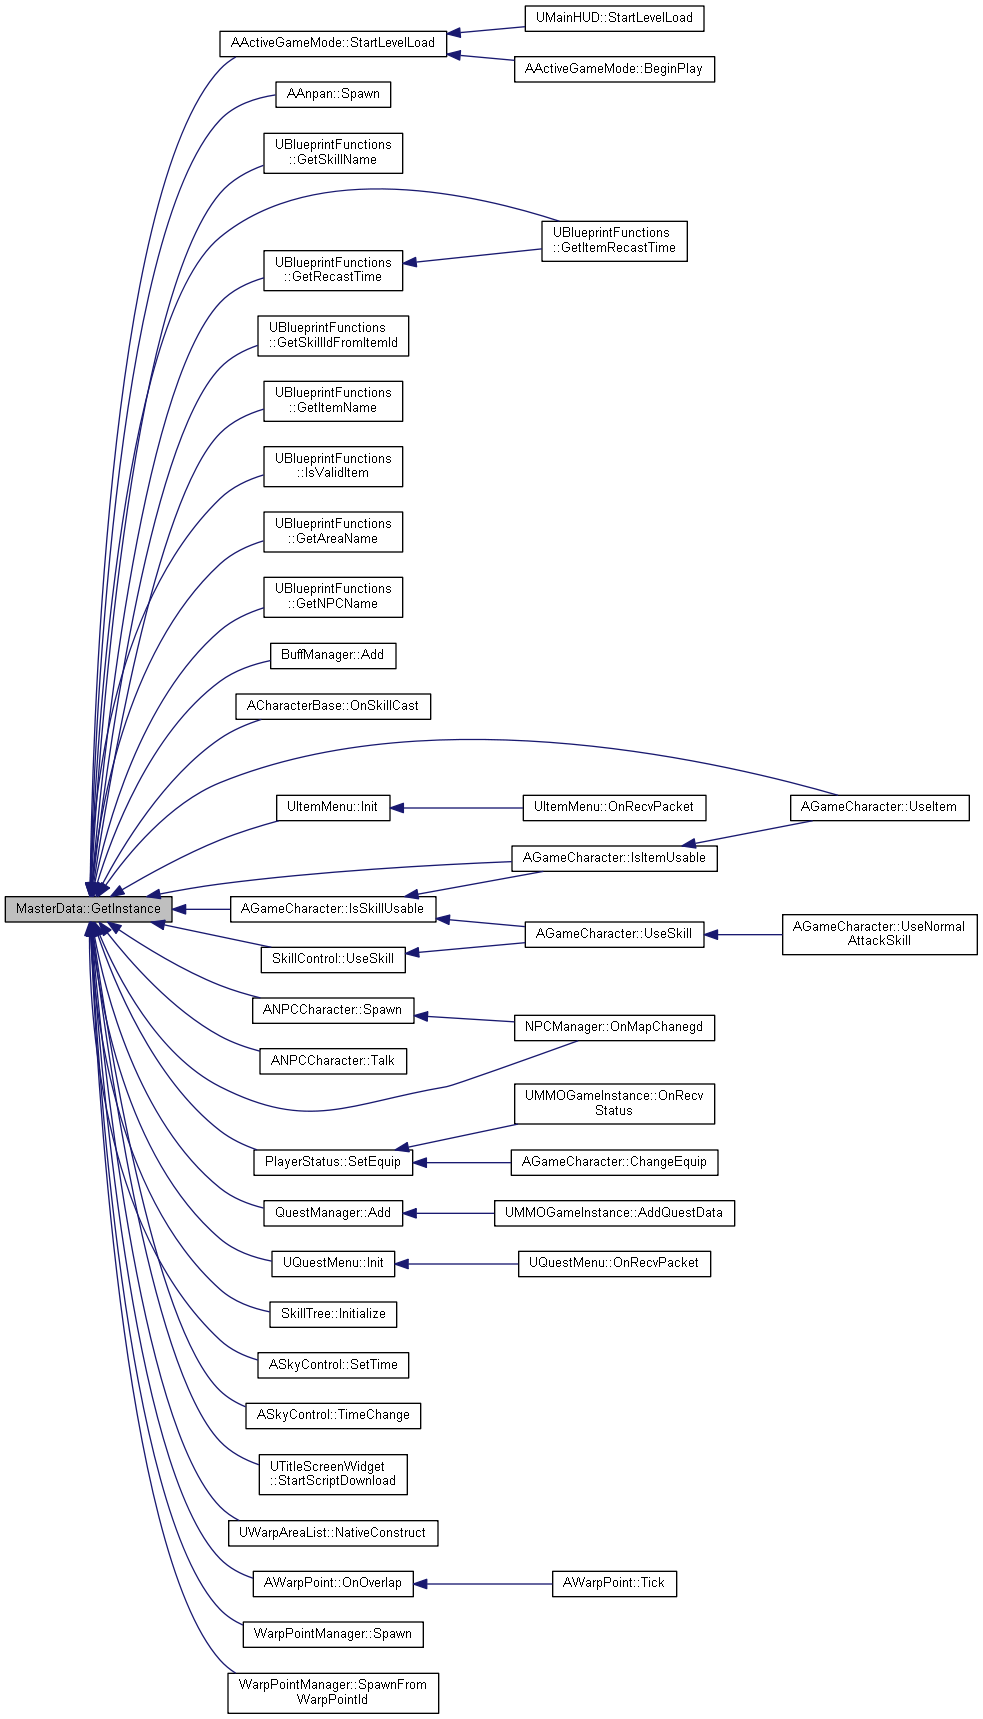 UMainHUD::StartLevelLoad
AActiveGameMode::StartLevelLoad
AActiveGameMode::BeginPlay
AAnpan::Spawn
UBlueprintFunctions
::GetSkillName
UBlueprintFunctions
::GetItemRecastTime
UBlueprintFunctions
::GetRecastTime
UBlueprintFunctions
::GetSkillIdFromItemId
UBlueprintFunctions
::GetItemName
UBlueprintFunctions
::IsValidItem
UBlueprintFunctions
::GetAreaName
UBlueprintFunctions
::GetNPCName
BuffManager::Add
ACharacterBase::OnSkillCast
UItemMenu::Init
UItemMenu::OnRecvPacket
AGameCharacter::UseItem
AGameCharacter::IsItemUsable
MasterData::GetInstance
AGameCharacter::IsSkillUsable
AGameCharacter::UseSkill
AGameCharacter::UseNormal
AttackSkill
SkillControl::UseSkill
ANPCCharacter::Spawn
NPCManager::OnMapChanegd
ANPCCharacter::Talk
UMMOGameInstance::OnRecv
Status
PlayerStatus::SetEquip
AGameCharacter::ChangeEquip
QuestManager::Add
UMMOGameInstance::AddQuestData
UQuestMenu::Init
UQuestMenu::OnRecvPacket
SkillTree::Initialize
ASkyControl::SetTime
ASkyControl::TimeChange
UTitleScreenWidget
::StartScriptDownload
UWarpAreaList::NativeConstruct
AWarpPoint::OnOverlap
AWarpPoint::Tick
WarpPointManager::Spawn
WarpPointManager::SpawnFrom
WarpPointId